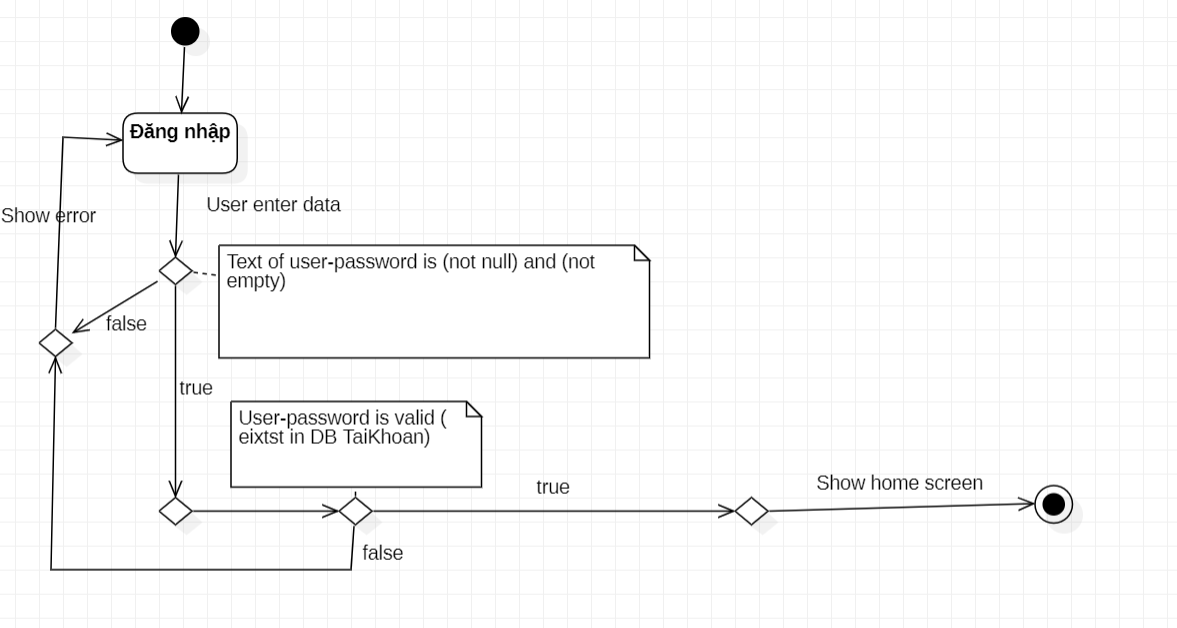 Đăng nhập
User enter data
Show error
Text of user-password is (not null) and (not
empty)
false
true
User-password is valid (
eixtst in DB TaiKhoan)
true
Show home screen
false